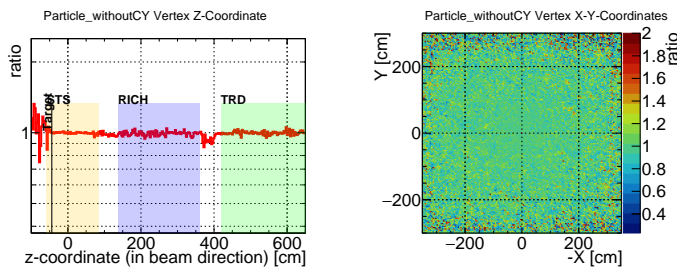 Particle_withoutCY Vertex Z-Coordinate
ratio
1
Target
STS
RICH
TRD
0
200
400
600
z-coordinate (in beam direction) [cm]
Particle_withoutCY Vertex X-Y-Coordinates
Y [cm]
200
0
−200
−200
0
200
-X [cm]
2
1.8
1.6
1.4
1.2
1
0.8
0.6
0.4
ratio